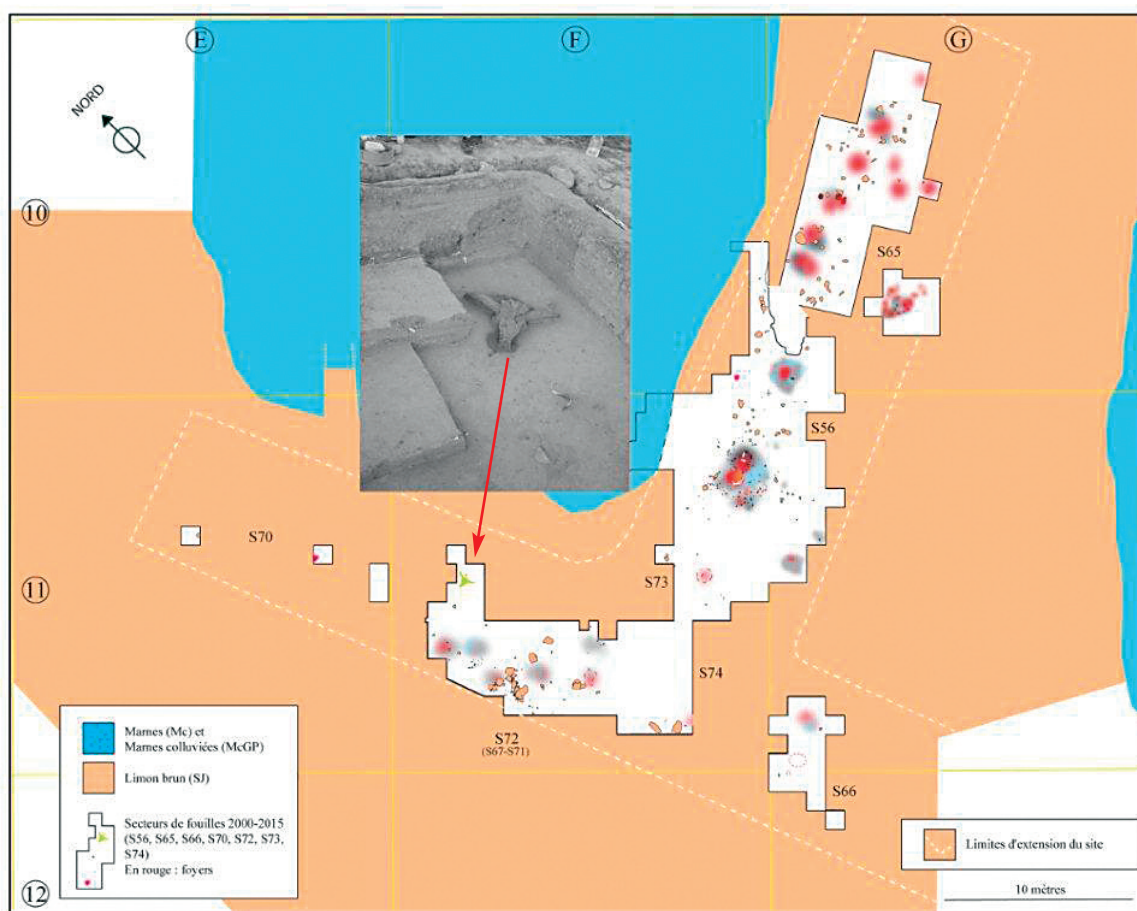 E
F
G
NORD
10
S65
S56
S70
S73
11
S74
S72
(S67-S71)
S66
Marnes (Mc) et
Marnes colluviées (McGP)
Limon brun (SJ)
Secteurs de fouilles 2000-2015
(S56, S65, S66, S70, S72, S73,
S74)
En rouge : foyers
Limites d'extension du site
10 mètres
12